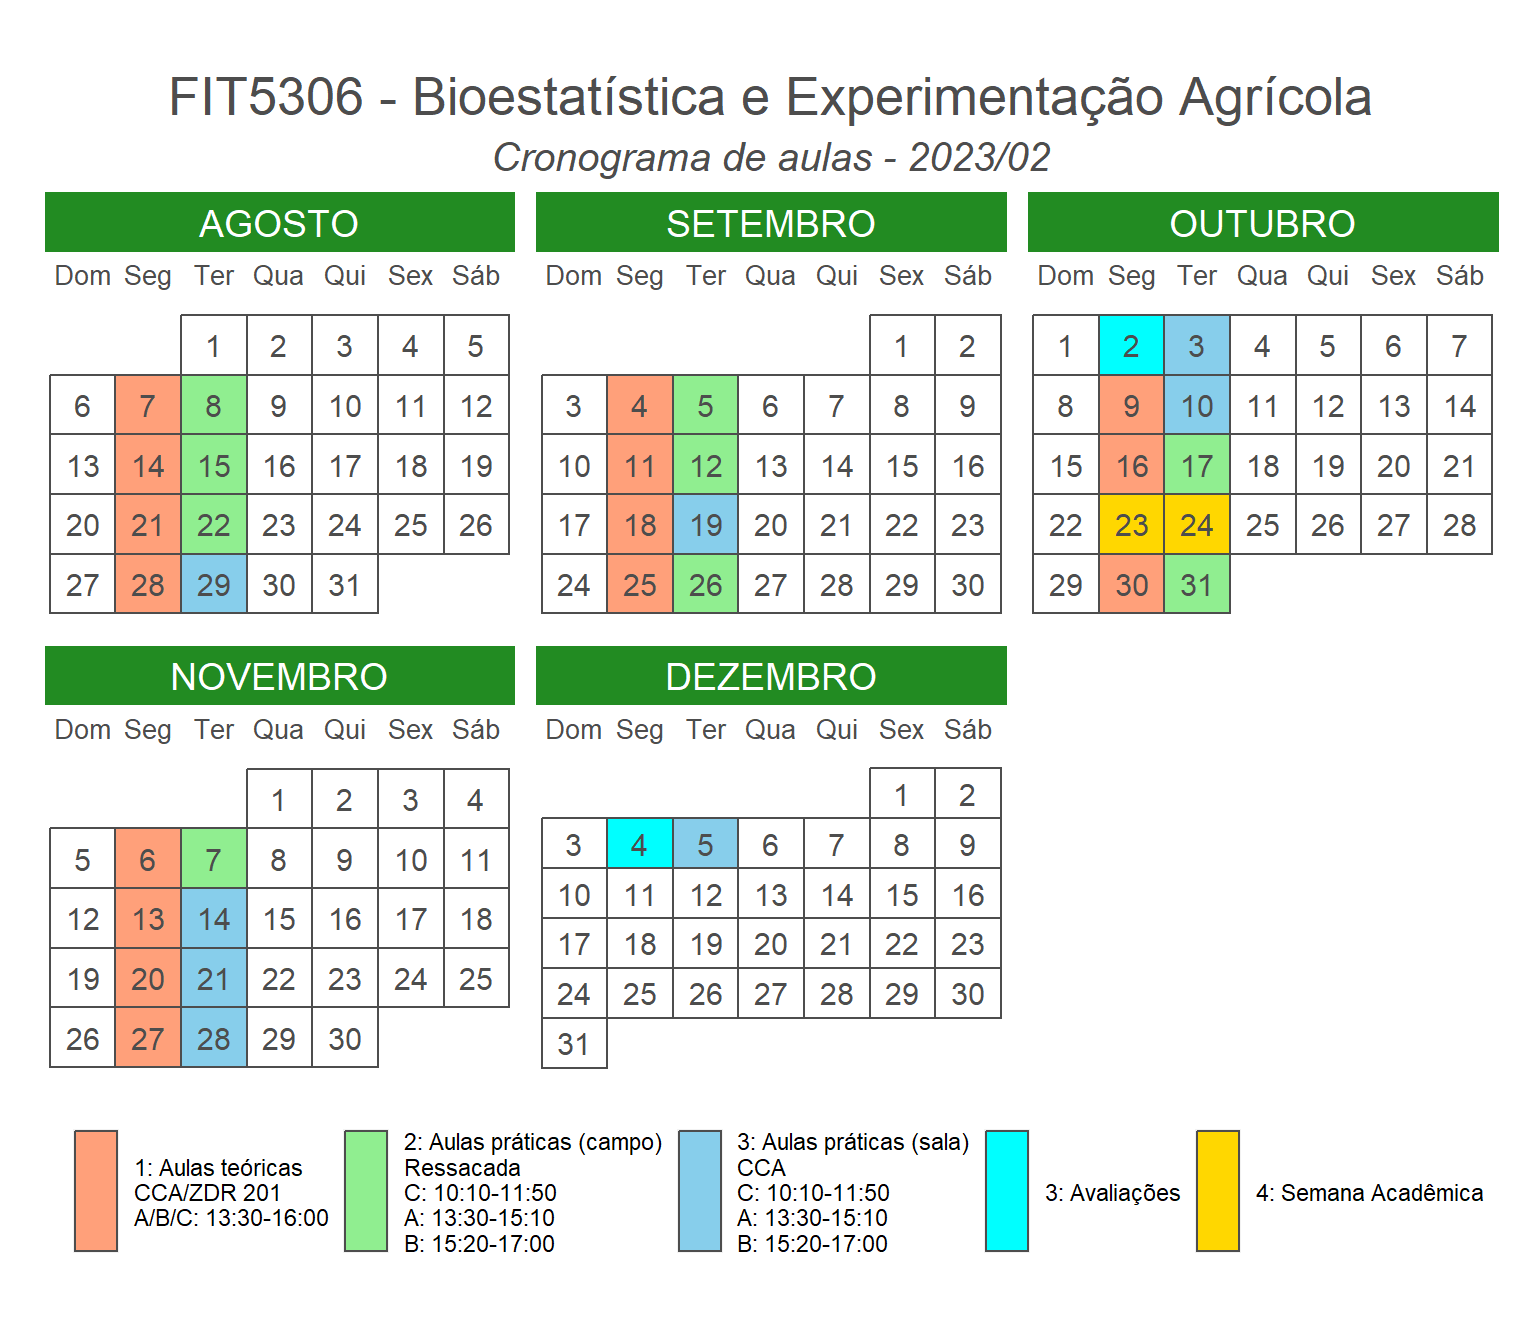 FIT5306 - Bioestatística e Experimentação Agrícola
Cronograma de aulas - 2023/02
AGOSTO
Dom Seg Ter Qua Qui Sex Sáb
1 2 3 4 5
6 7 8 9 10 11 12
13 14 15 16 17 18 19
20 21 22 23 24 25 26
27 28 29 30 31
SETEMBRO
Dom Seg Ter Qua Qui Sex Sáb
1 2
3 4 5 6 7 8 9
10 11 12 13 14 15 16
17 18 19 20 21 22 23
24 25 26 27 28 29 30
OUTUBRO
Dom Seg Ter Qua Qui Sex Sáb
1 2 3 4 5 6 7
8 9 10 11 12 13 14
15 16 17 18 19 20 21
22 23 24 25 26 27 28
29 30 31
NOVEMBRO
Dom Seg Ter Qua Qui Sex Sáb
1 2 3 4
5 6 7 8 9 10 11
12 13 14 15 16 17 18
19 20 21 22 23 24 25
26 27 28 29 30
DEZEMBRO
Dom Seg Ter Qua Qui Sex Sáb
1 2
3 4 5 6 7 8 9
10 11 12 13 14 15 16
17 18 19 20 21 22 23
24 25 26 27 28 29 30
31
1: Aulas teóricas
CCA/ZDR 201
A/B/C: 13:30-16:00
2: Aulas práticas (campo)
Ressacada
C: 10:10-11:50
A: 13:30-15:10
B: 15:20-17:00
3: Aulas práticas (sala)
CCA
C: 10:10-11:50
A: 13:30-15:10
B: 15:20-17:00
3: Avaliações
4: Semana Acadêmica